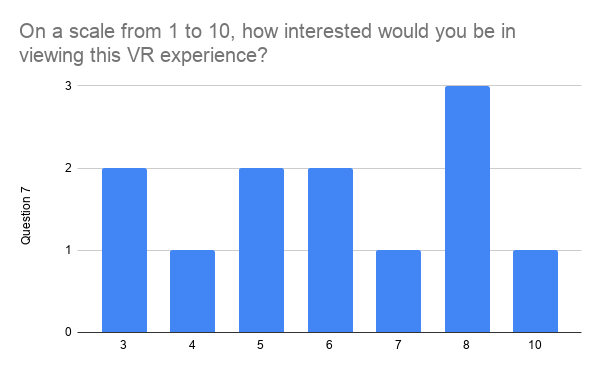 On a scale from 1 to 10, how interested would you be in
viewing this VR experience?
3
2
1
0
Question 7
3 4 5 6 7 8 10